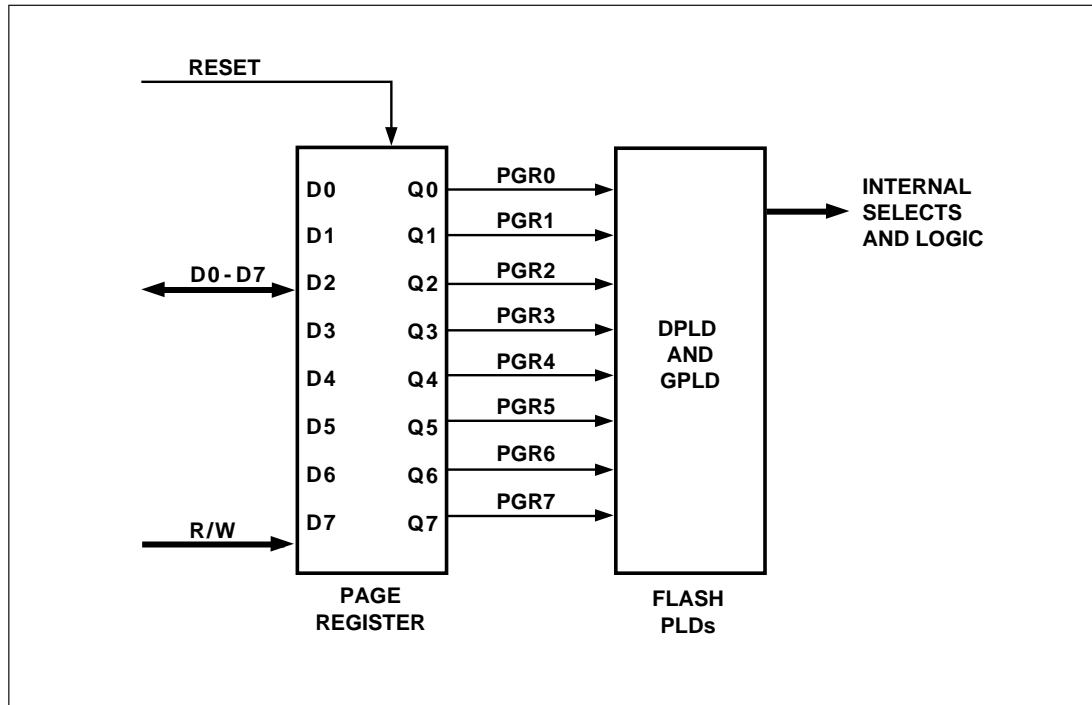 RESET
D0 Q0 PGR0
D1 Q1 PGR1
D0-D7 D2 Q2 PGR2
D3 Q3 PGR3
D4 Q4 PGR4
D5 Q5 PGR5
D6 Q6 PGR6
R/W D7 Q7 PGR7
DPLD
AND
GPLD
INTERNAL
SELECTS
AND LOGIC
PAGE
REGISTER
FLASH
PLDs